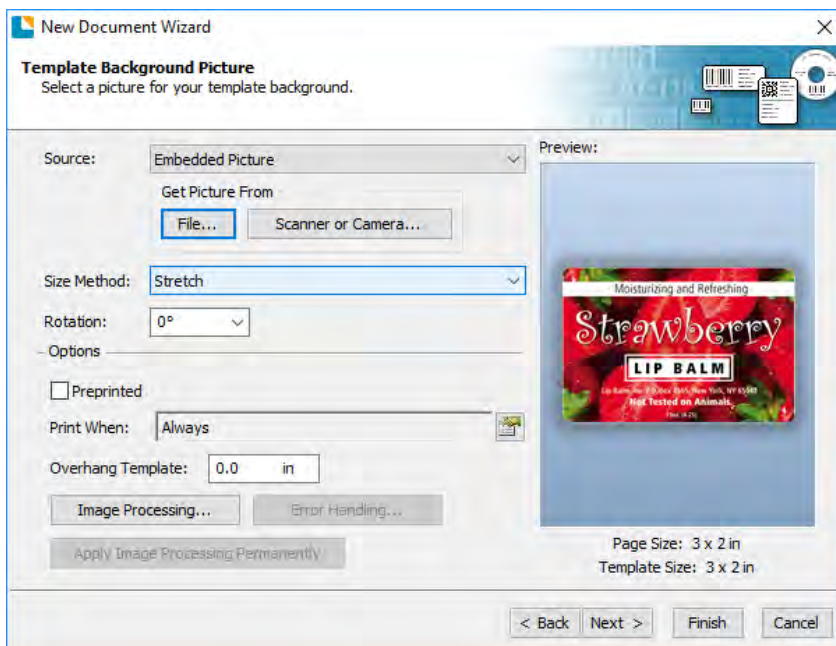 New Document Wizard
Template Background Picture
Select a picture for your template background.
Source:
Embedded Picture
Get Picture From
File...
Scanner or Camera...
Size Method:
Stretch
Rotation:
0°
Options
Preprinted
Print When:
Always
Overhang Template:
0.0 in
Image Processing...
Error Handling...
Apply Image Processing Permanently
Preview:
Moisturizing and Refreshing
Strawberry
LIP BALM
New York, NY
Not Tested on Animals.
Page Size: 3 x 2 in
Template Size: 3 x 2 in
< Back
Next >
Finish
Cancel